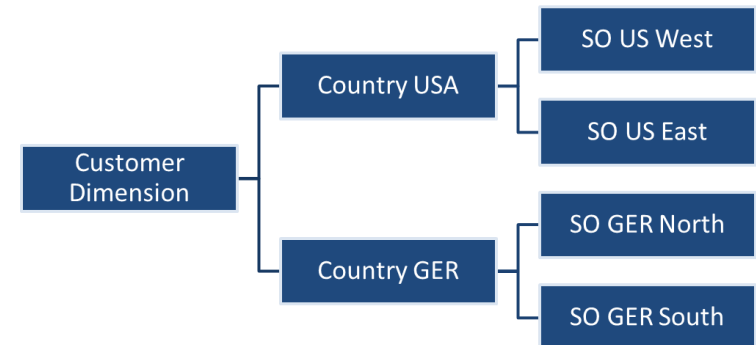 Customer
Dimension
Country USA
SO US West
SO US East
Country GER
SO GER North
SO GER South